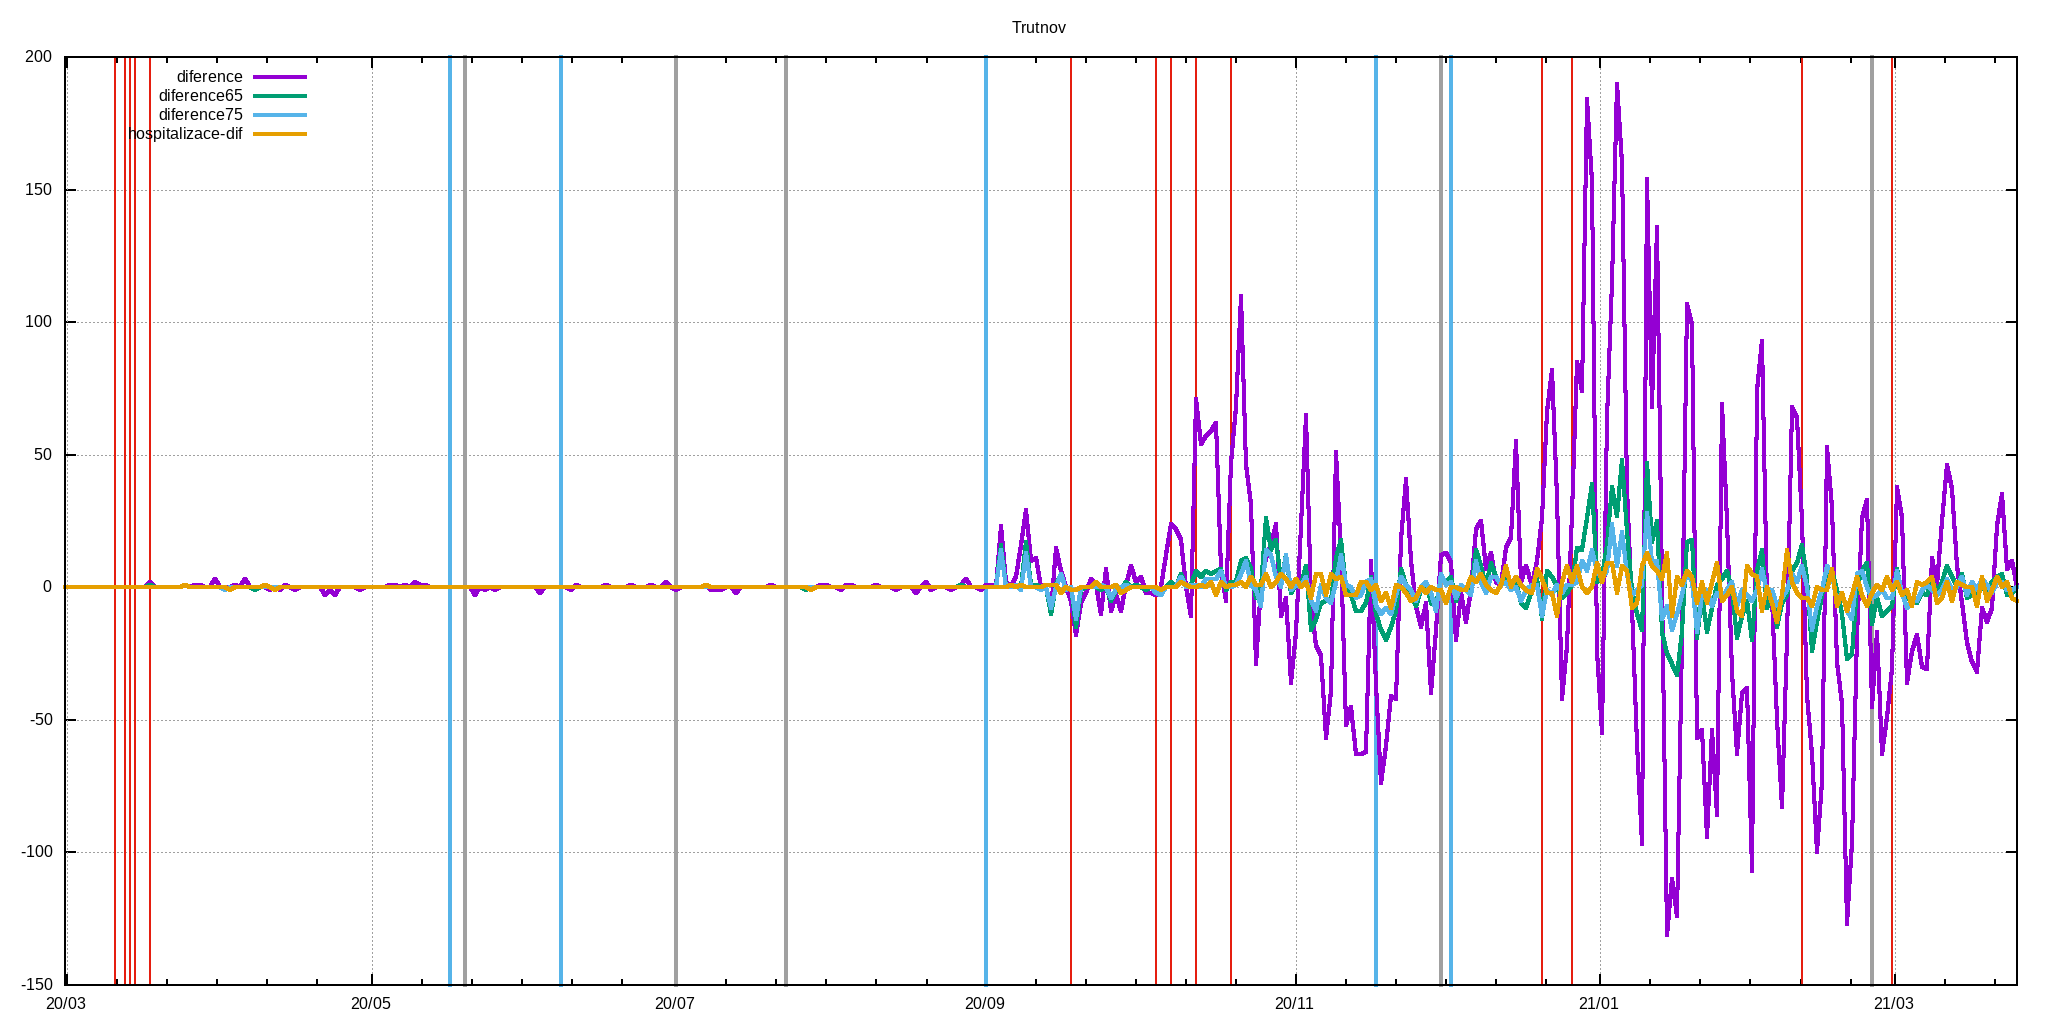 Trutnov
200
150
100
50
0
-50
-100
-150
diference
diference65
diference75
hospitalizace-dif
20/03 20/05 20/07 20/09 20/11 21/01 21/03